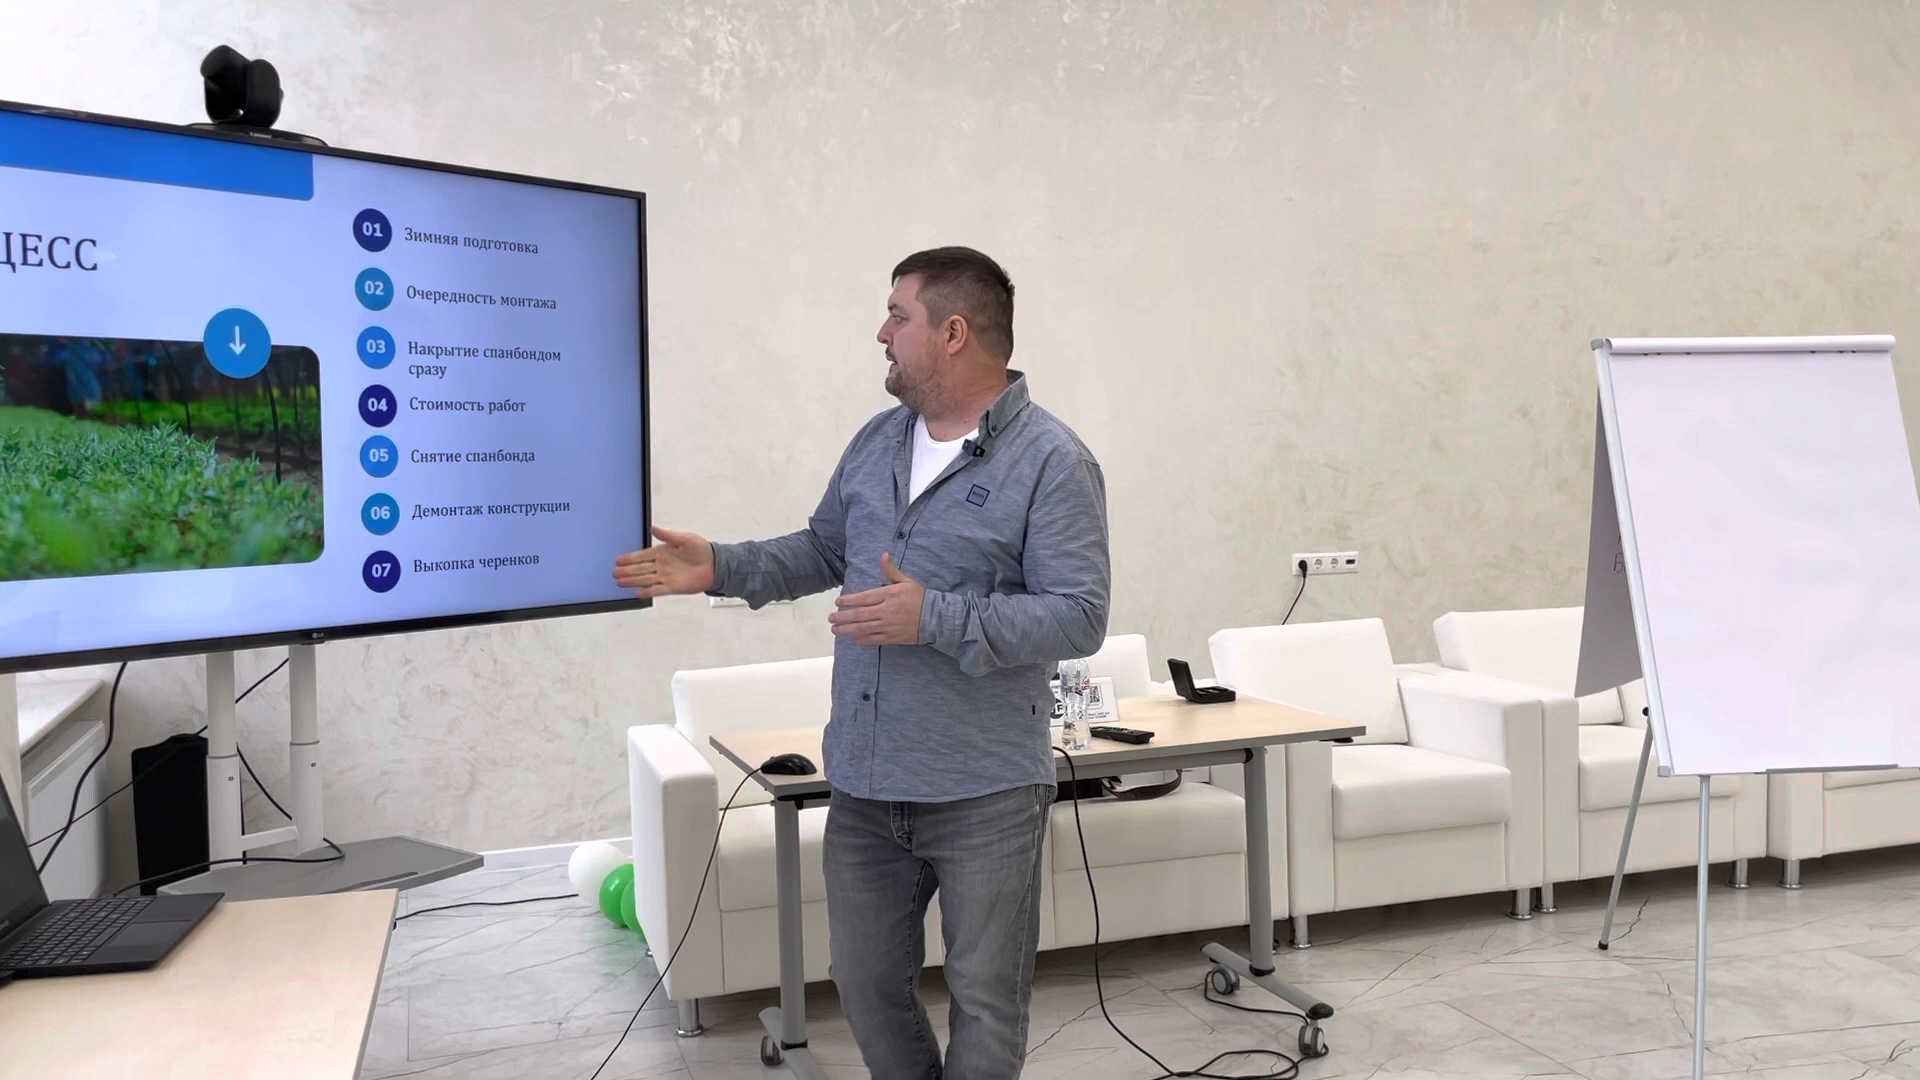 ЦЕСС
01
Зимняя подготовка
02
Очередность монтажа
03
Накрытие спанбондом
сразу
04
Стоимость работ
05
Снятие спанбонда
06
Демонтаж конструкции
07
Выкопка черенков
LG